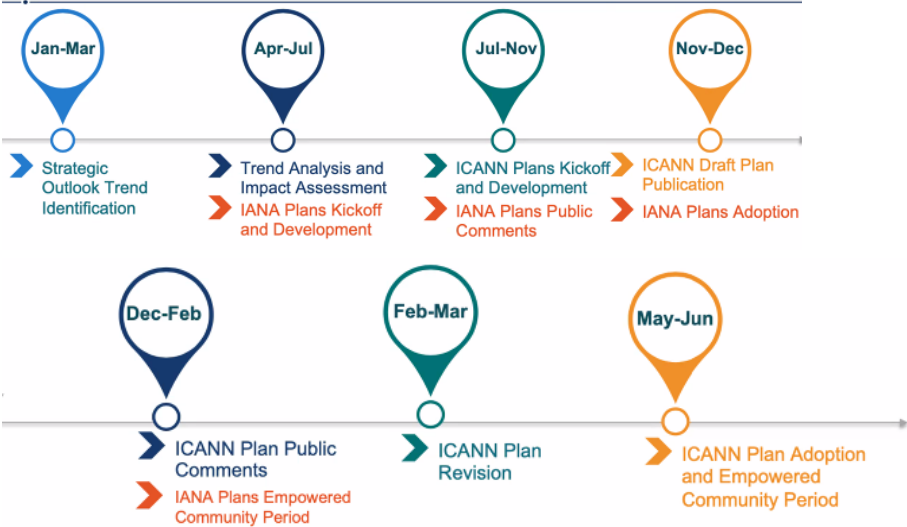 Jan-Mar
Apr-Jul
Jul-Nov
Nov-Dec
Strategic
Outlook Trend
Identification
Trend Analysis and
Impact Assessment
IANA Plans Kickoff
and Development
ICANN Plans Kickoff
and Development
IANA Plans Public
Comments
ICANN Draft Plan
Publication
IANA Plans Adoption
Dec-Feb
Feb-Mar
May-Jun
ICANN Plan Public
Comments
IANA Plans Empowered
Community Period
ICANN Plan
Revision
ICANN Plan Adoption
and Empowered
Community Period